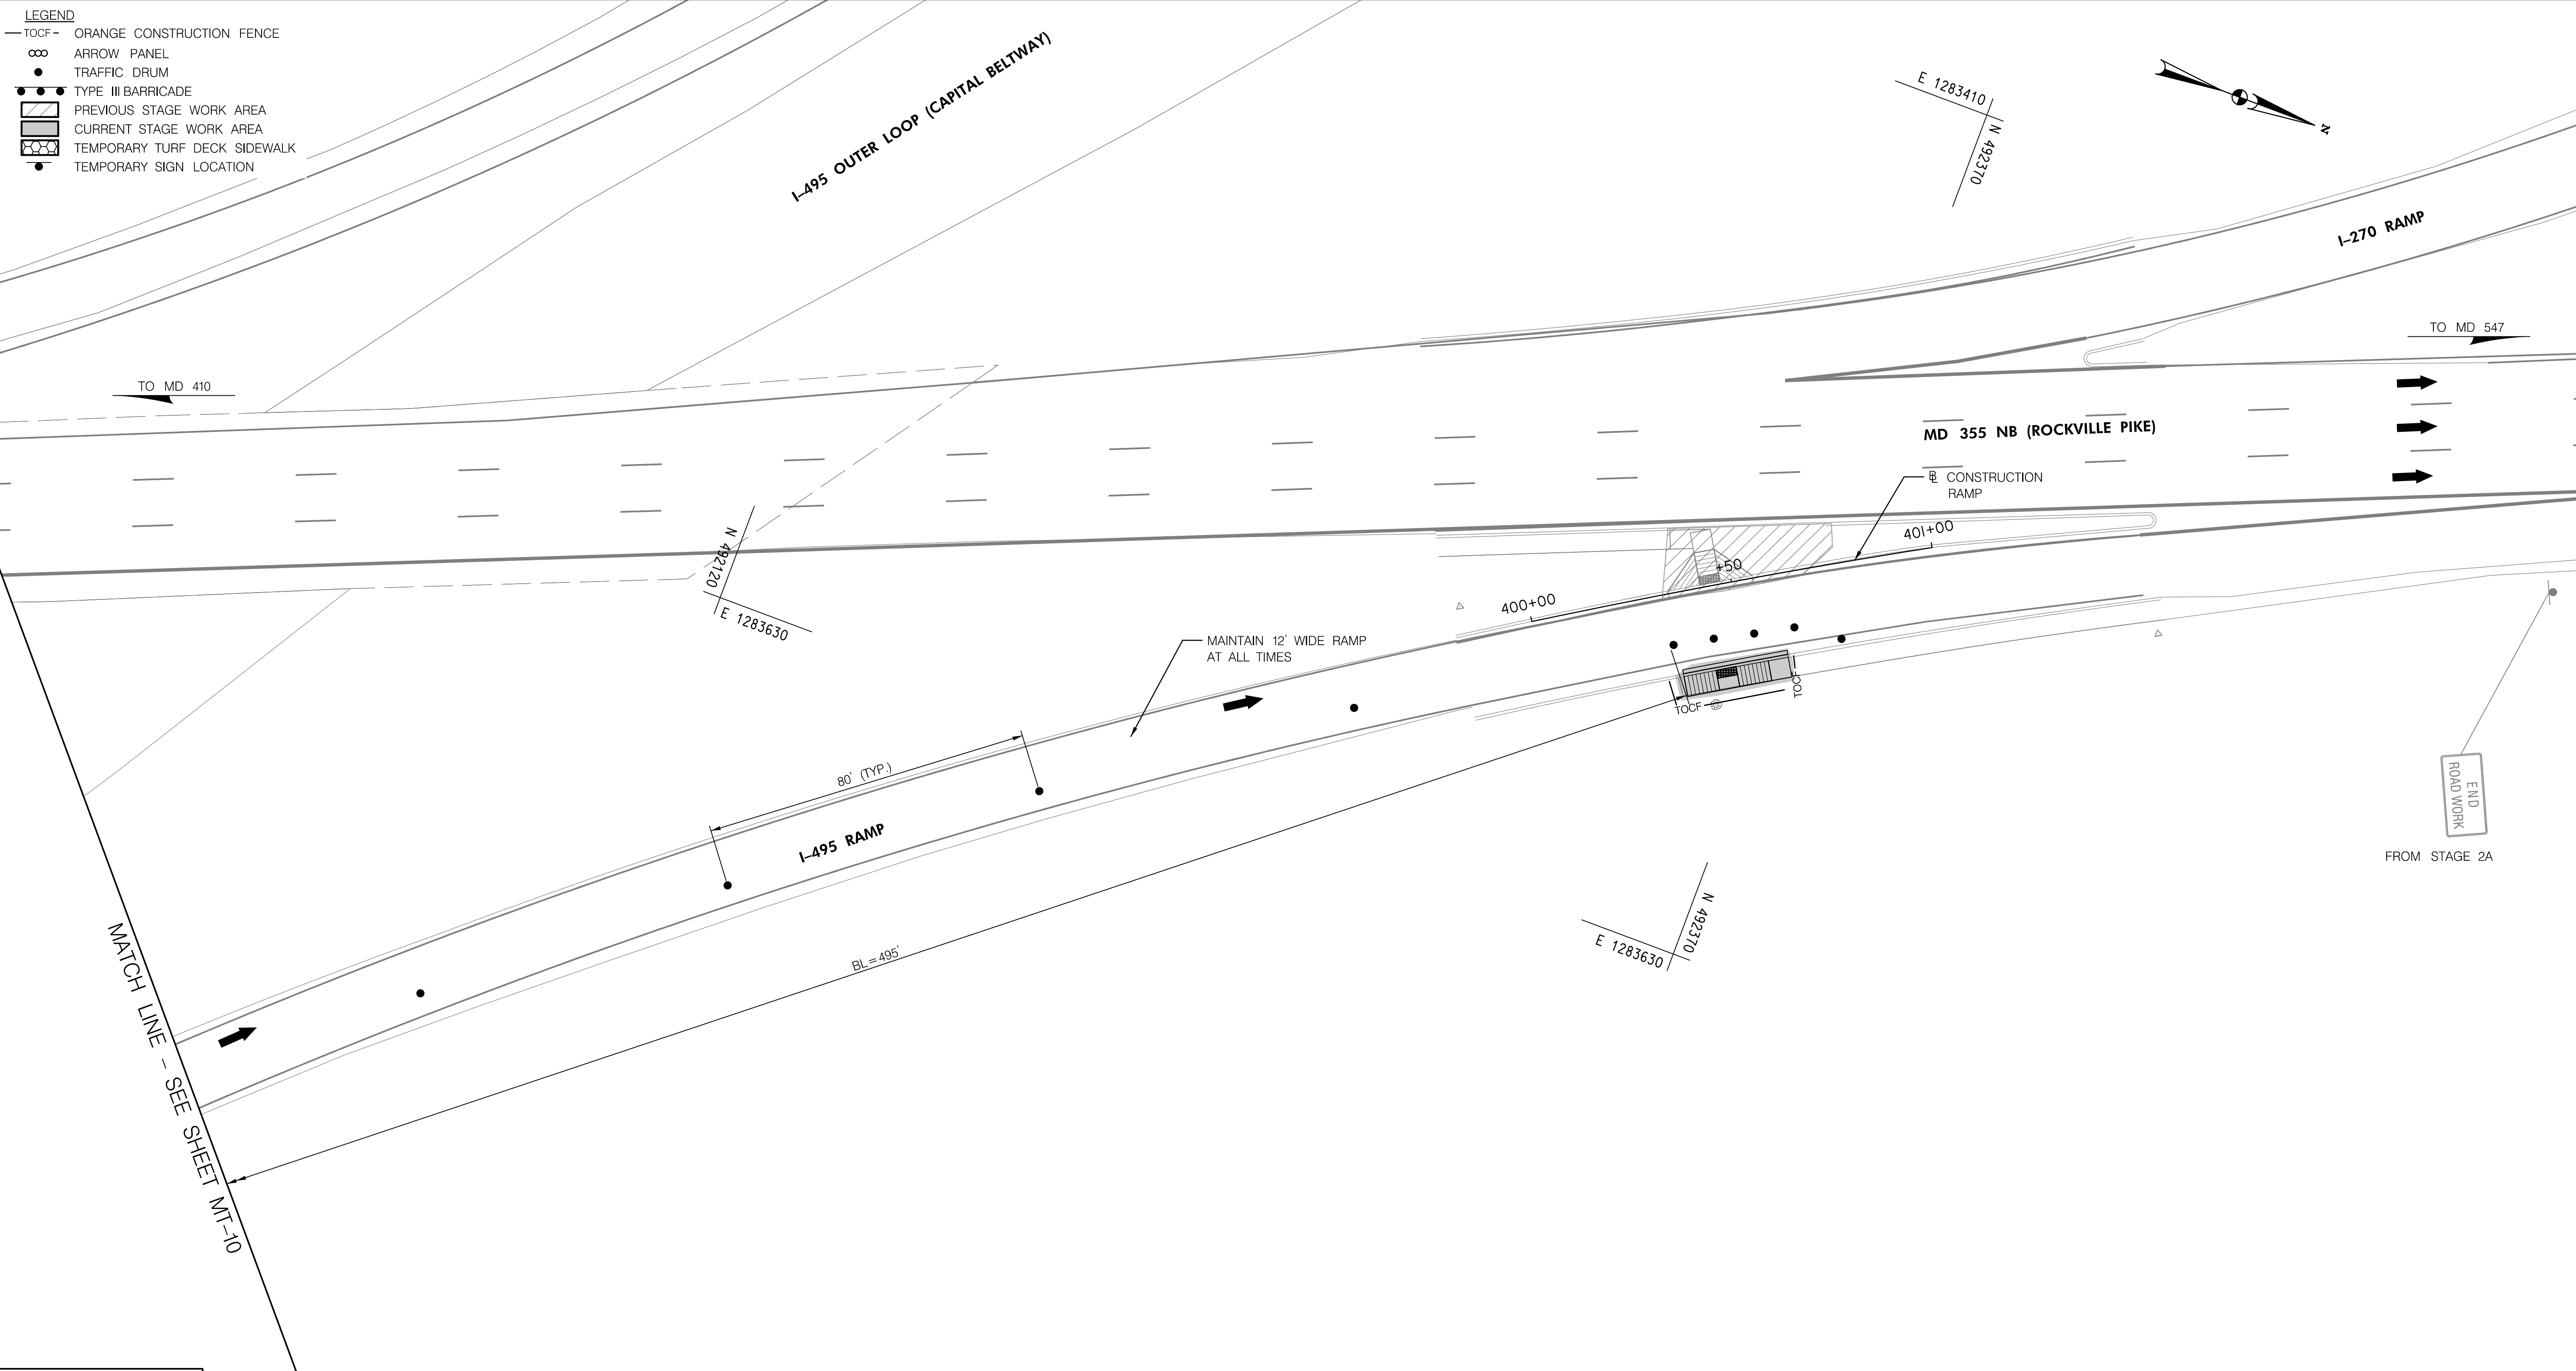 LEGEND
TOCF ORANGE CONSTRUCTION FENCE
ARROW PANEL
TRAFFIC DRUM
TYPE III BARRICADE
PREVIOUS STAGE WORK AREA
CURRENT STAGE WORK AREA
TEMPORARY TURF DECK SIDEWALK
TEMPORARY SIGN LOCATION
I-495 OUTER LOOP (CAPITAL BELTWAY)
E 1283410
N 492370
N
I-270 RAMP
TO MD 547
TO MD 410
MD 355 NB (ROCKVILLE PIKE)
BL CONSTRUCTION
RAMP
401+00
+50
400+00
N 492120
E 1283630
MAINTAIN 12' WIDE RAMP
AT ALL TIMES
TOCF
TOCF
80' (TYP.)
I-495 RAMP
BL=495'
E 1283630
N 492370
END
ROAD WORK
FROM STAGE 2A
MATCH LINE - SEE SHEET MT-10